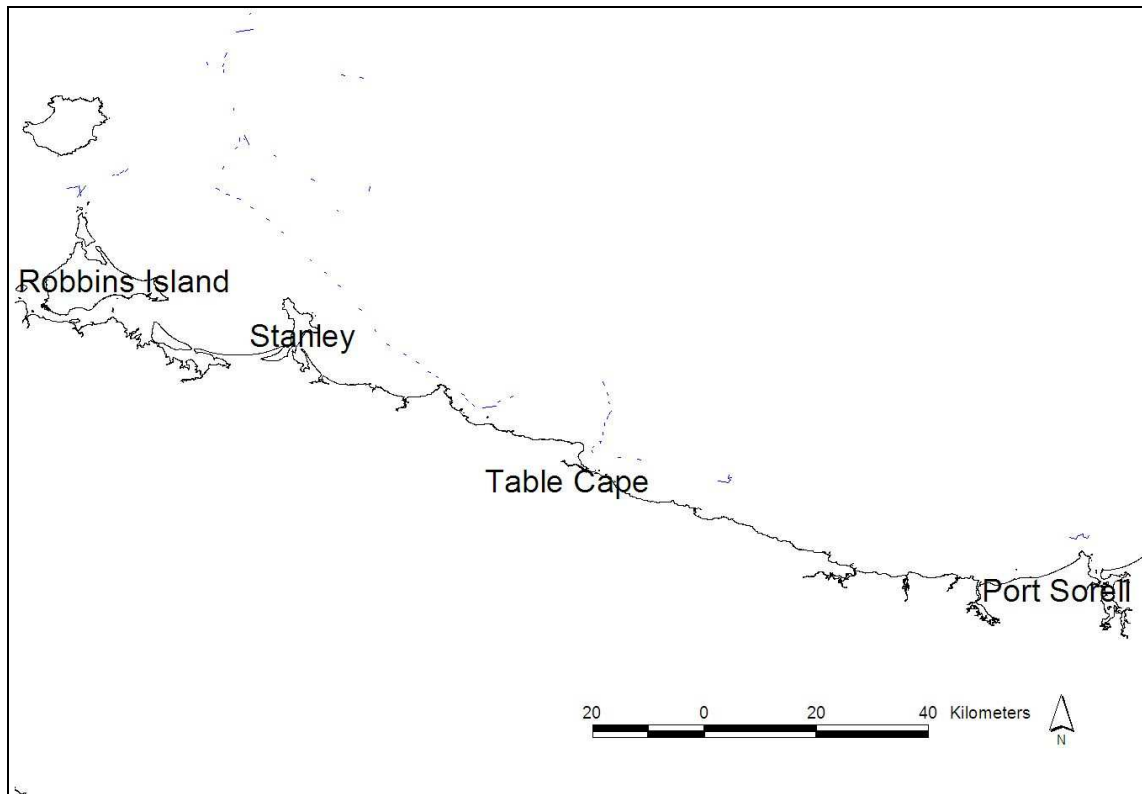 Robbins Island
Stanley
Table Cape
Port Sorell
20 0 20 40 Kilometers
N